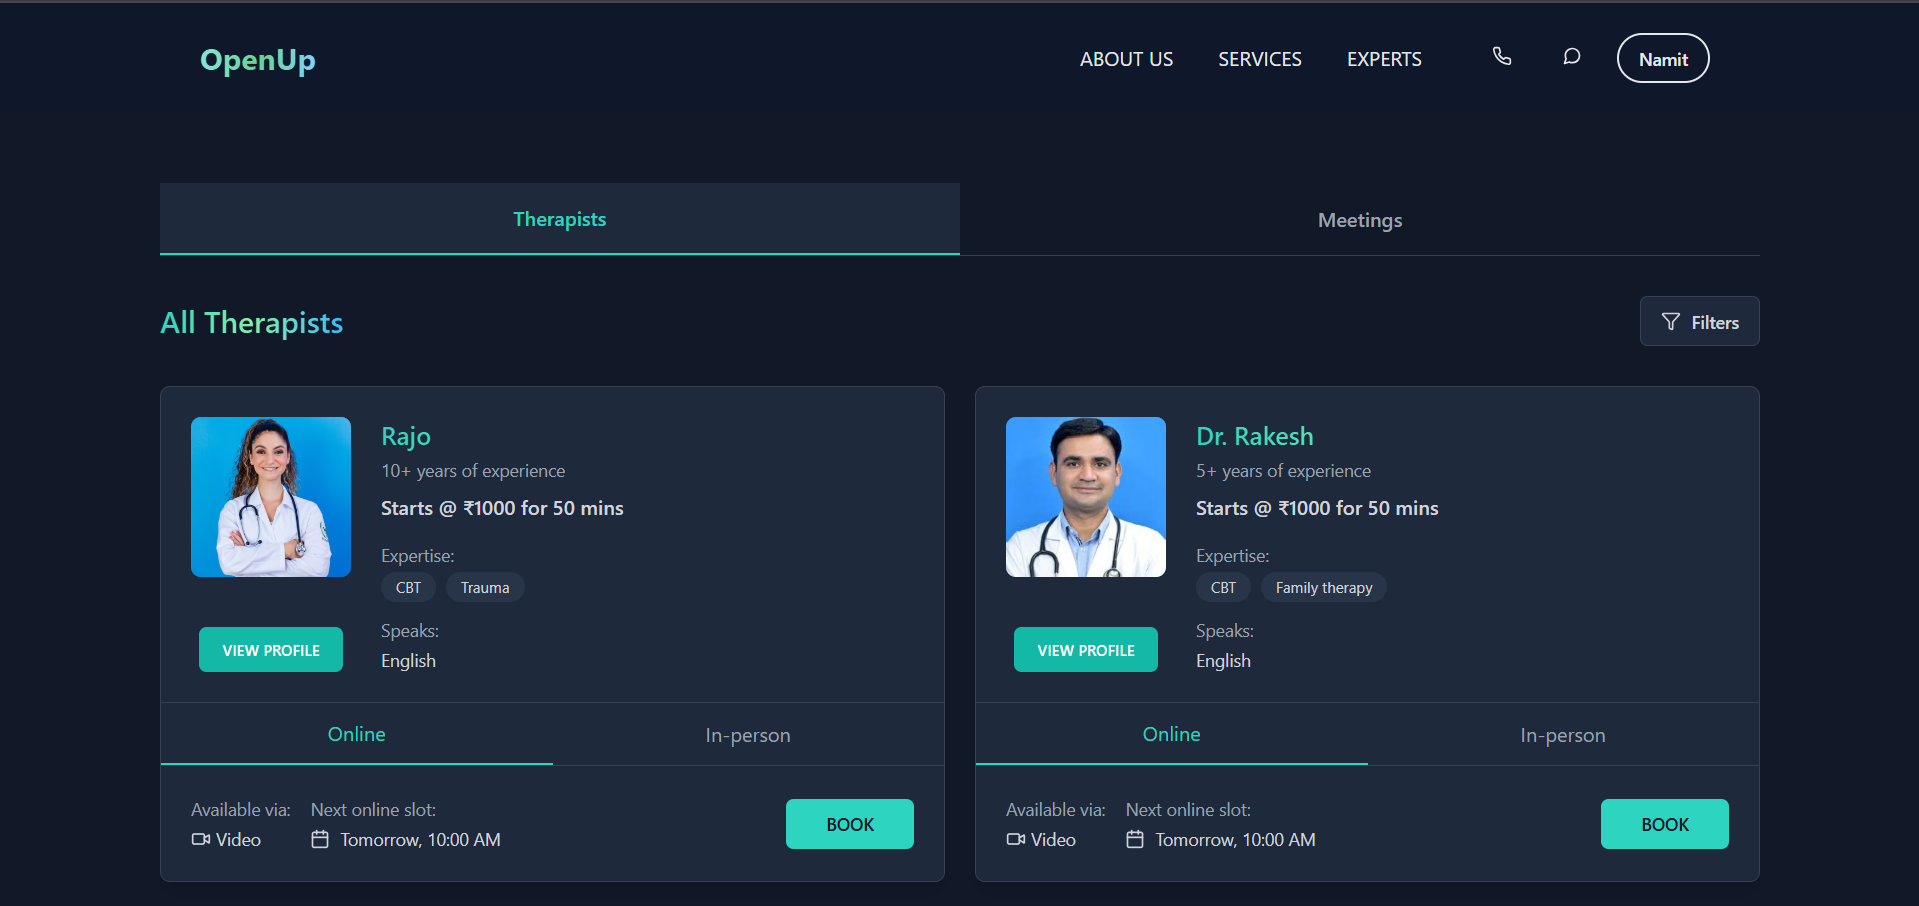 OpenUp
ABOUT US SERVICES EXPERTS Namit
Therapists Meetings
All Therapists Filters
Rajo
10+ years of experience
Starts @ ₹1000 for 50 mins
Expertise:
CBT Trauma
VIEW PROFILE
Speaks:
English
Online In-person
Available via: Next online slot:
Video Tomorrow, 10:00 AM
BOOK
Dr. Rakesh
5+ years of experience
Starts @ ₹1000 for 50 mins
Expertise:
CBT Family therapy
VIEW PROFILE
Speaks:
English
Online In-person
Available via: Next online slot:
Video Tomorrow, 10:00 AM
BOOK